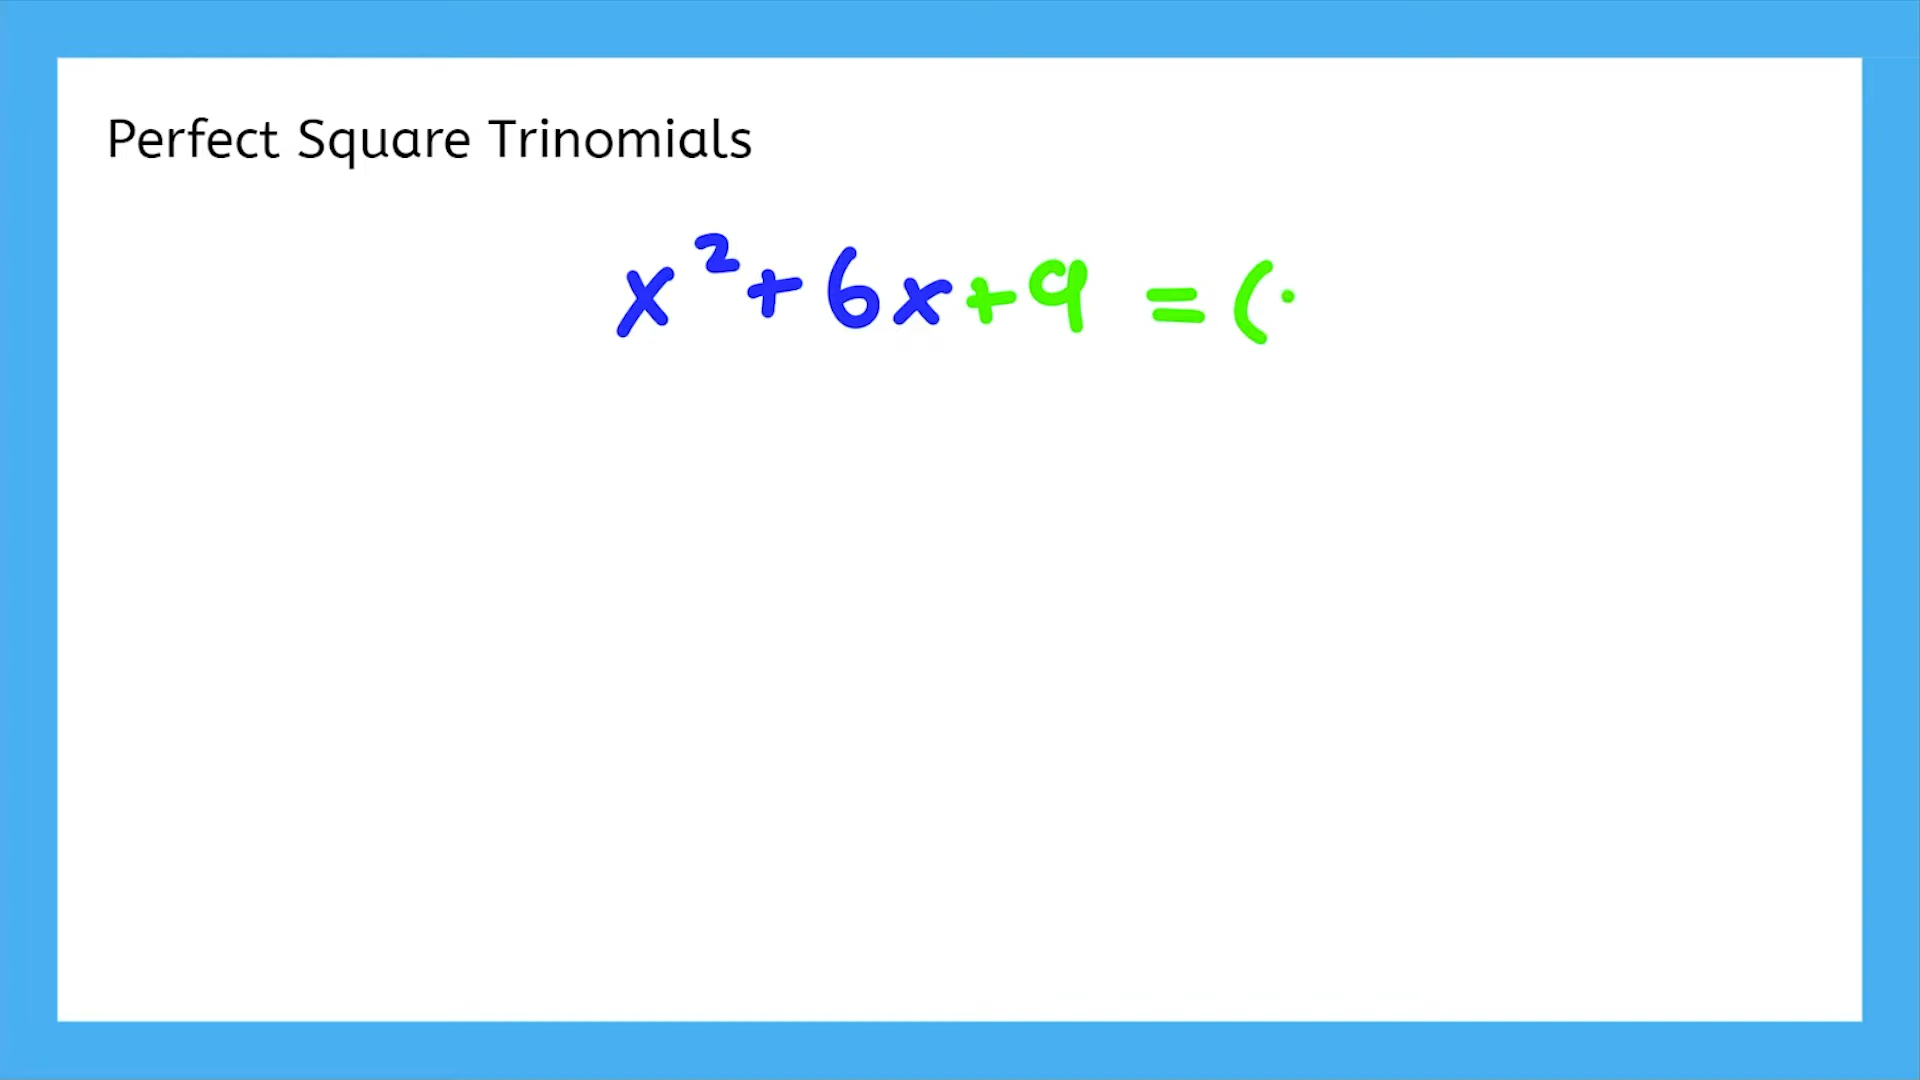 Perfect Square Trinomials
x² + 6x + 9 = (